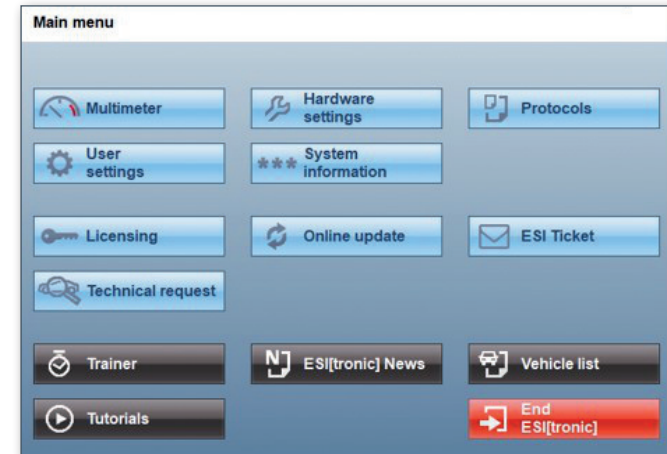 Main menu
Multimeter
Hardware
settings
Protocols
User
settings
***
System
information
Licensing
Online update
ESI Ticket
Technical request
Trainer
N
ESI[tronic] News
Vehicle list
Tutorials
End
ESI[tronic]